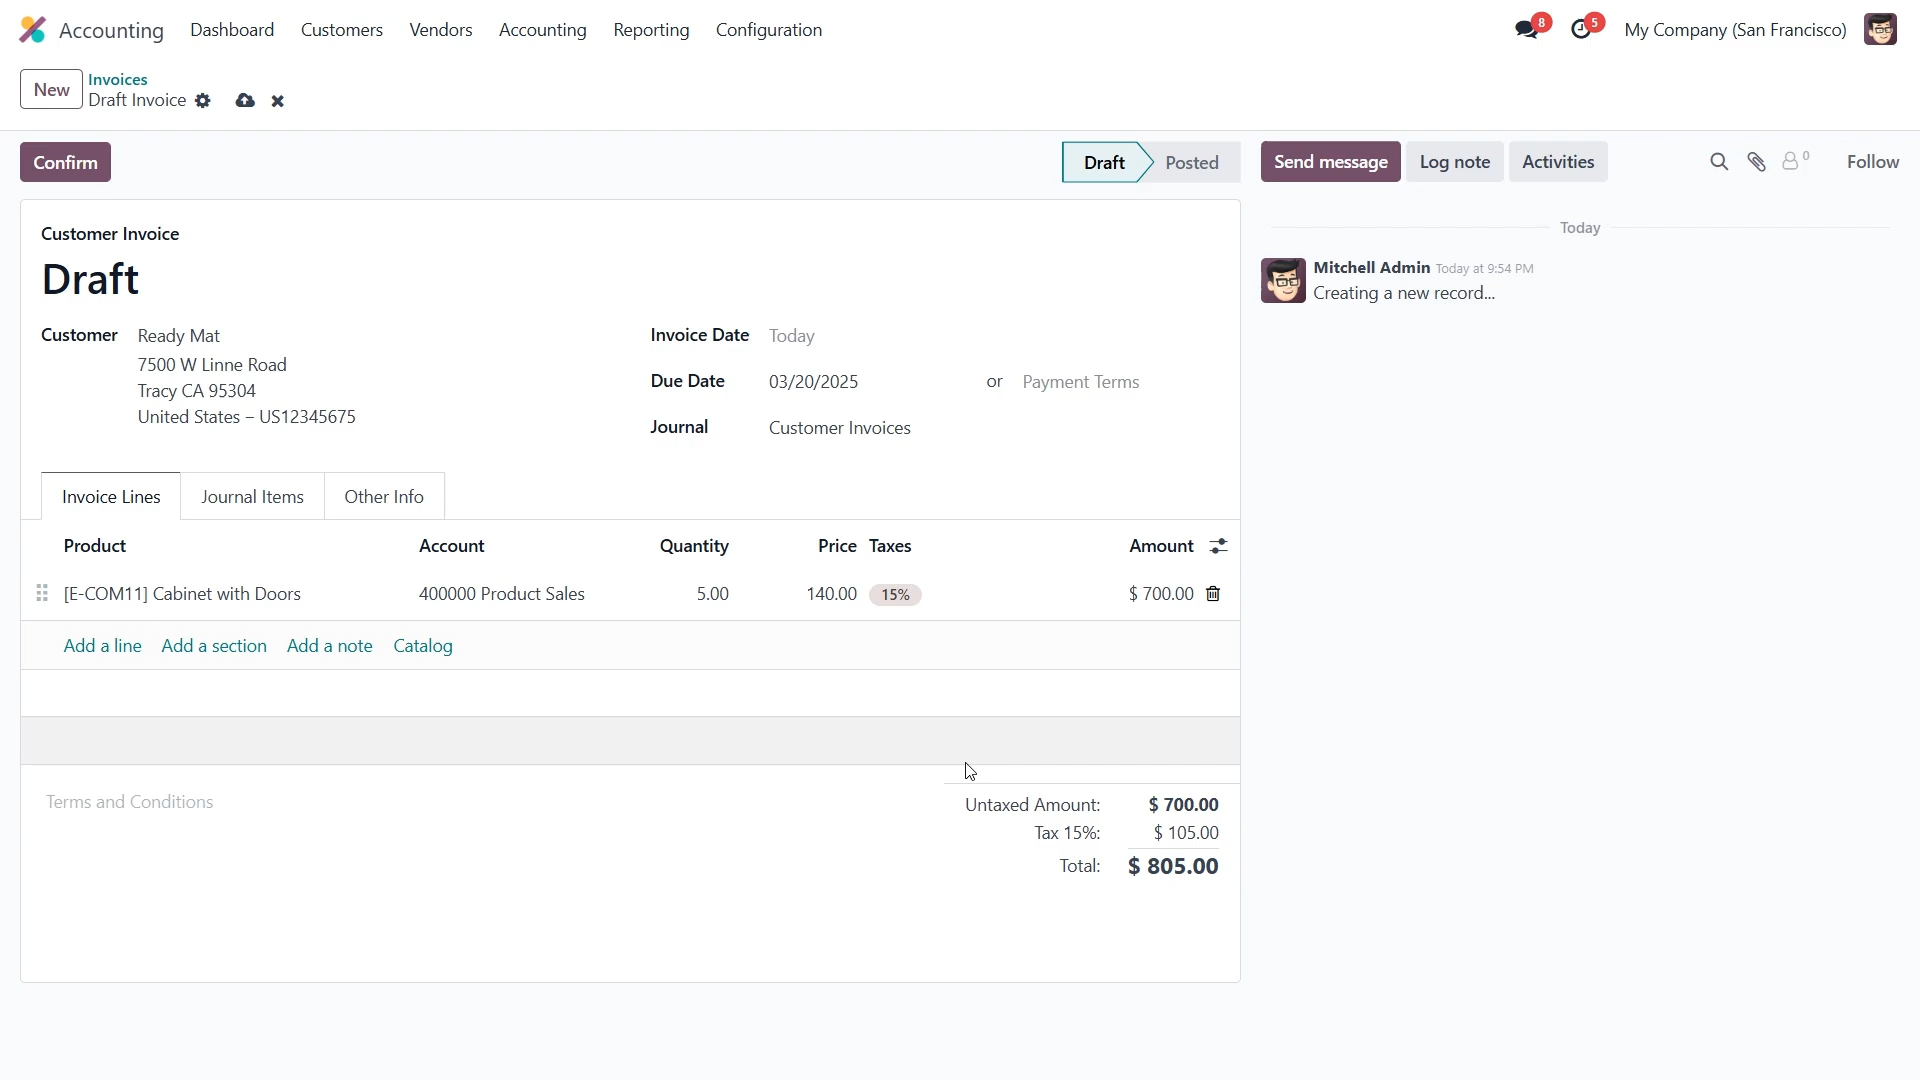 Accounting Dashboard Customers Vendors Accounting Reporting Configuration 8 5 My Company (San Francisco)
New Invoices
Draft Invoice
Confirm Draft Posted Send message Log note Activities 0 Follow
Customer Invoice
Draft
Customer Ready Mat
7500 W Linne Road
Tracy CA 95304
United States – US12345675
Invoice Date Today
Due Date 03/20/2025 or Payment Terms
Journal Customer Invoices
Today
Mitchell Admin Today at 9:54 PM
Creating a new record...
Invoice Lines Journal Items Other Info
Product Account Quantity Price Taxes Amount
[E-COM11] Cabinet with Doors 400000 Product Sales 5.00 140.00 15% $ 700.00
Add a line Add a section Add a note Catalog
Terms and Conditions
Untaxed Amount: $ 700.00
Tax 15%: $ 105.00
Total: $ 805.00